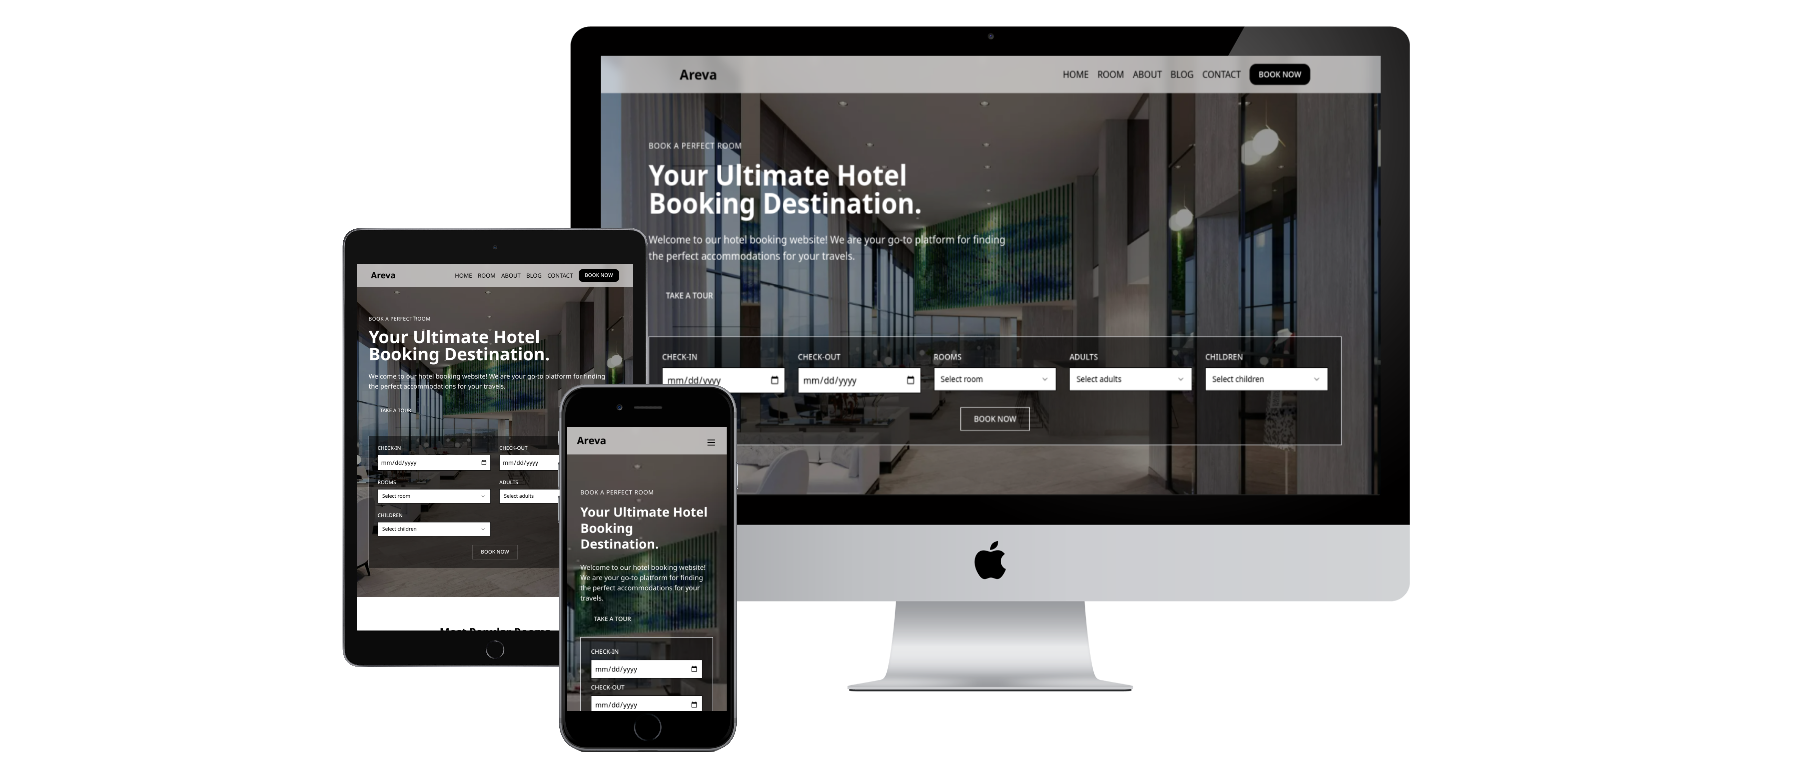 Areva
HOME ROOM ABOUT BLOG CONTACT BOOK NOW
BOOK A PERFECT ROOM
Your Ultimate Hotel
Booking Destination.
Welcome to our hotel booking website! We are your go-to platform for finding
the perfect accommodations for your travels.
TAKE A TOUR
CHECK-IN CHECK-OUT ROOMS ADULTS CHILDREN
mm/dd/yyyy mm/dd/yyyy Select room Select adults Select children
BOOK NOW
Areva
HOME ROOM ABOUT BLOG CONTACT BOOK NOW
BOOK A PERFECT ROOM
Your Ultimate Hotel
Booking Destination.
Welcome to our hotel booking website! We are your go-to platform for finding
the perfect accommodations for your travels.
TAKE A TOUR
CHECK-IN CHECK-OUT
mm/dd/yyyy mm/dd/yyyy
ROOMS ADULTS
Select room Select adults
CHILDREN
Select children
BOOK NOW
Most Popular Rooms
Areva
BOOK A PERFECT ROOM
Your Ultimate Hotel
Booking
Destination.
Welcome to our hotel booking website!
We are your go-to platform for finding
the perfect accommodations for your
travels.
TAKE A TOUR
CHECK-IN
mm/dd/yyyy
CHECK-OUT
mm/dd/yyyy